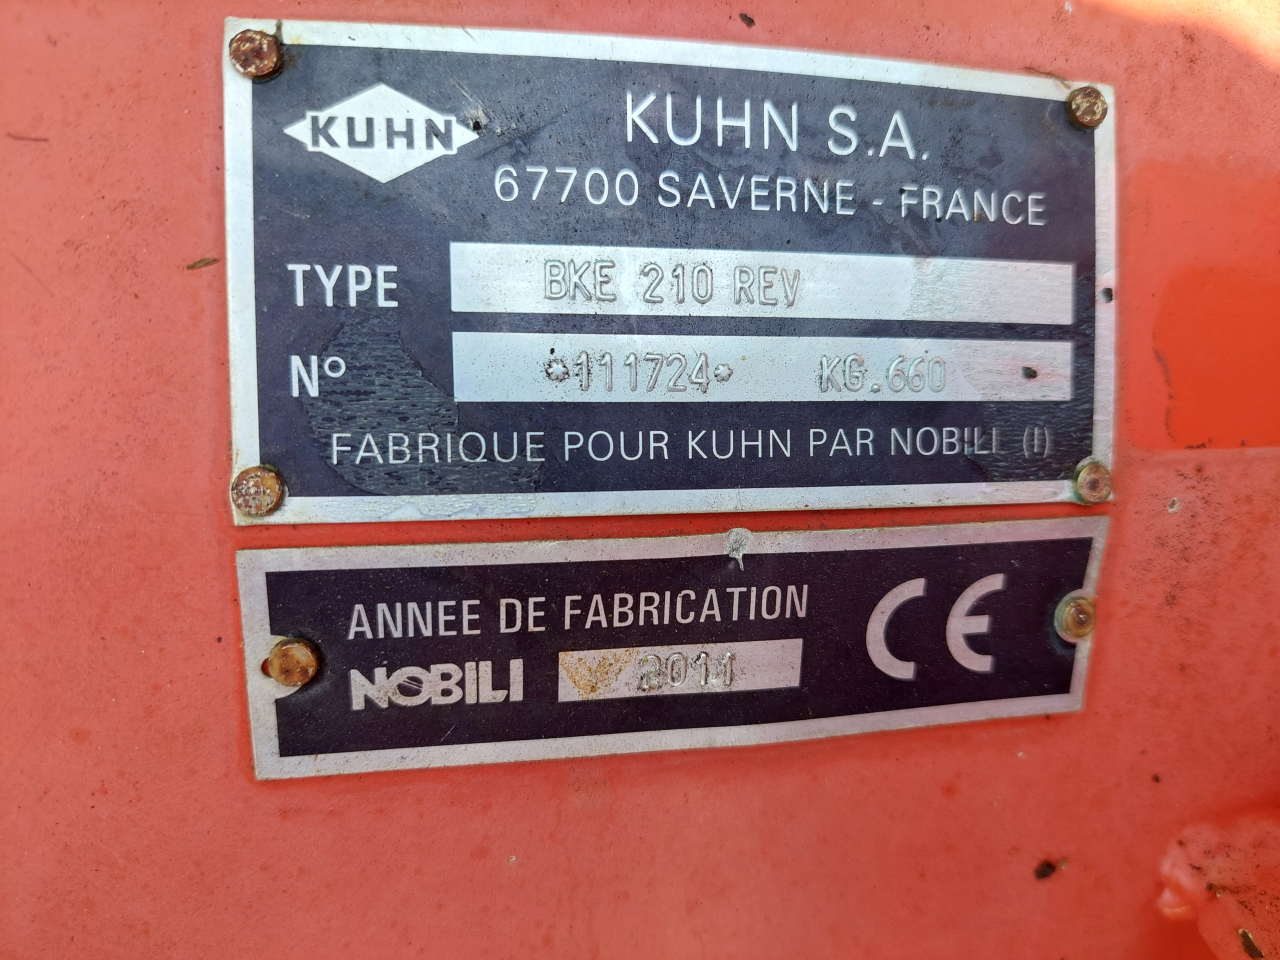 KUHN
KUHN S.A.
67700 SAVERNE - FRANCE
TYPE BKE 210 REV
N° *111724* KG.660
FABRIQUE POUR KUHN PAR NOBILI (I)
ANNEE DE FABRICATION
NOBILI 2011
CE